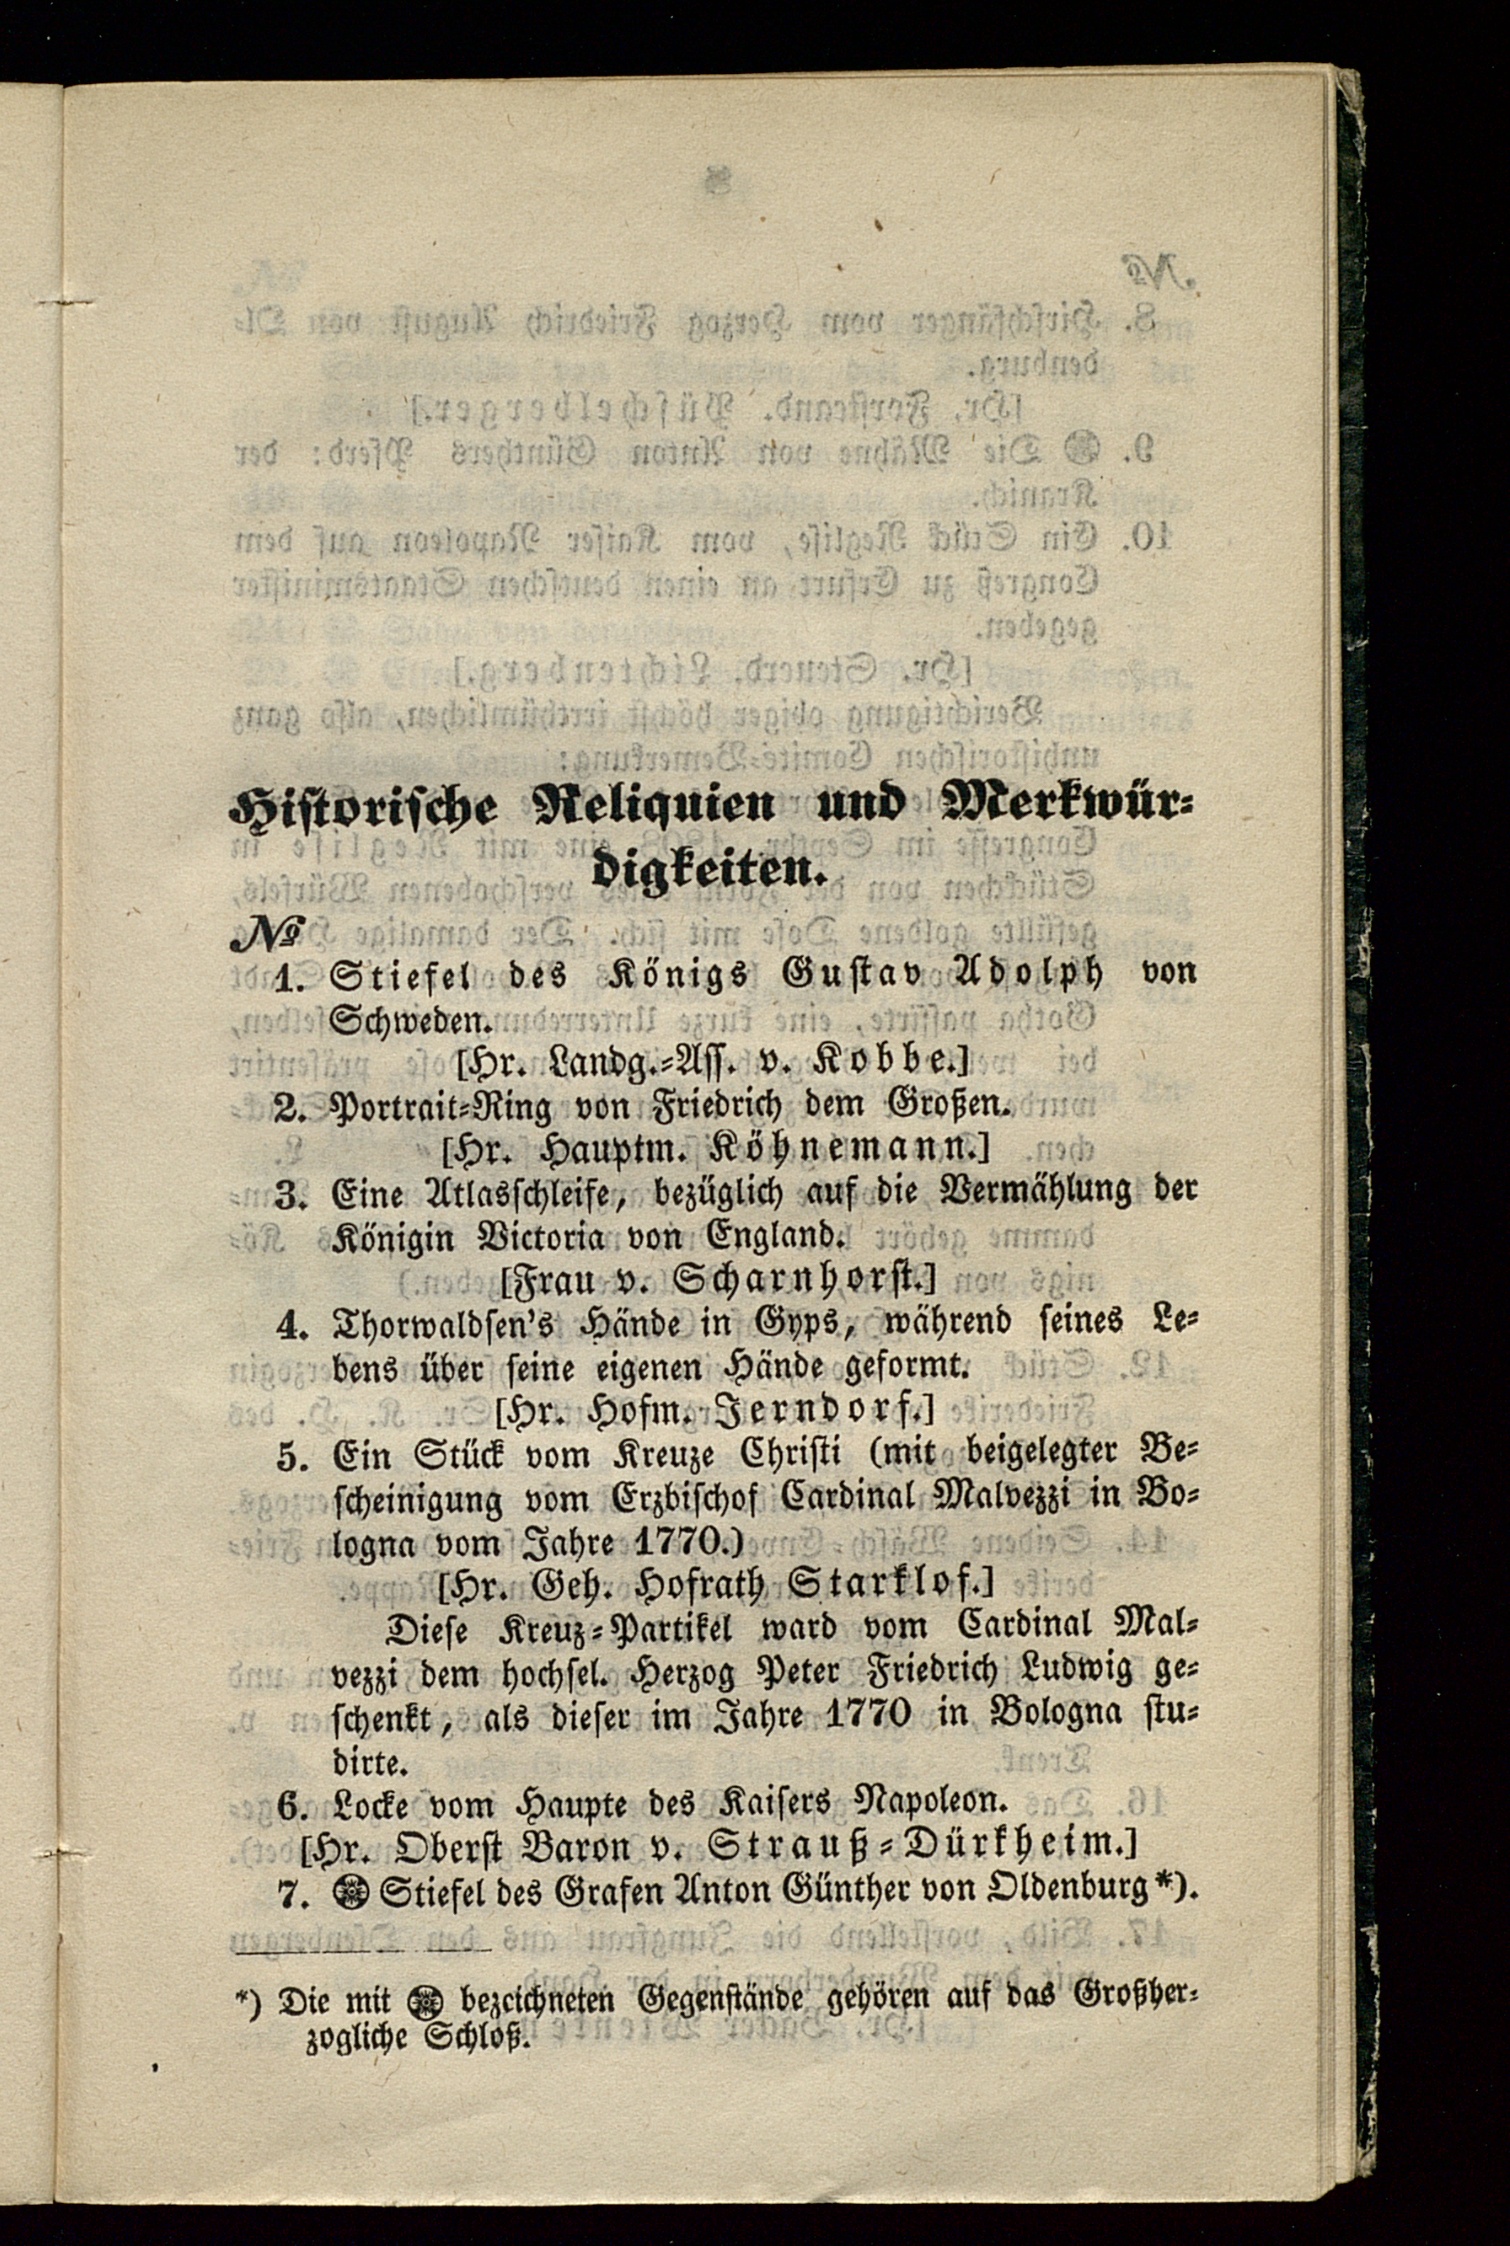 Historische Reliquien und Merkwür-
digkeiten.
№
1. Stiefel des Königs Gustav Adolph von
Schweden.
[Hr. Landg.-Ass. v. Kobbe.]
2. Portrait-Ring von Friedrich dem Großen.
[Hr. Hauptm. Köhnemann.]
3. Eine Atlasschleife, bezüglich auf die Vermählung der
Königin Victoria von England.
[Frau v. Scharnhorst.]
4. Thorwaldsen's Hände in Gyps, während seines Le-
bens über seine eigenen Hände geformt.
[Hr. Hofm. Jerndorf.]
5. Ein Stück vom Kreuze Christi (mit beigelegter Be-
scheinigung vom Erzbischof Cardinal Malvezzi in Bo-
logna vom Jahre 1770.)
[Hr. Geh. Hofrath Starklof.]
Diese Kreuz-Partikel ward vom Cardinal Mal-
vezzi dem hochsel. Herzog Peter Friedrich Ludwig ge-
schenkt, als dieser im Jahre 1770 in Bologna stu-
dirte.
6. Locke vom Haupte des Kaisers Napoleon.
[Hr. Oberst Baron v. Strauß-Dürkheim.]
7. Stiefel des Grafen Anton Günther von Oldenburg *).
*) Die mit bezeichneten Gegenstände gehören auf das Großher-
zogliche Schloß.